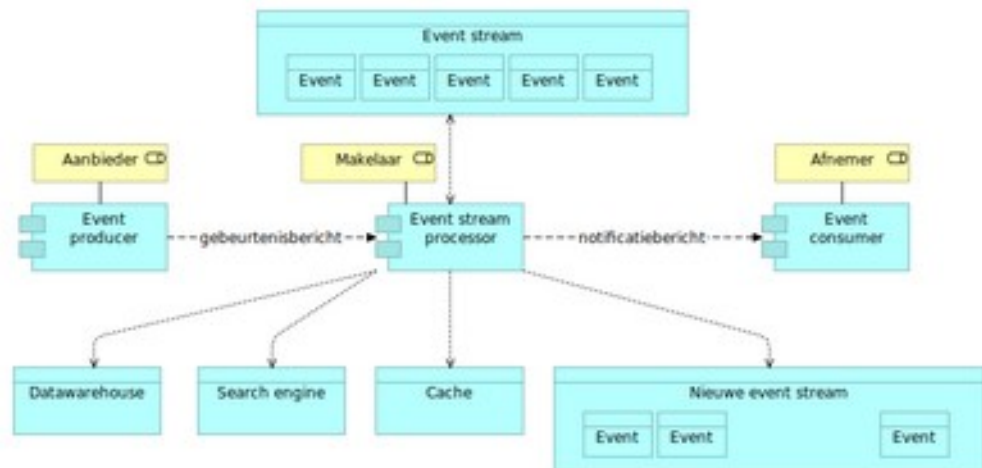 Event stream
Event Event Event Event Event
Aanbieder
Makelaar
Afnemer
Event
producer
gebeurtenisbericht
Event stream
processor
notificatiebericht
Event
consumer
Datawarehouse
Search engine
Cache
Nieuwe event stream
Event Event Event